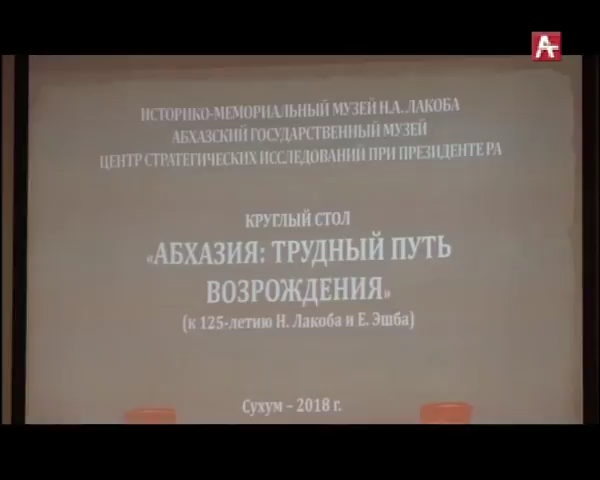 ИСТОРИКО-МЕМОРИАЛЬНЫЙ МУЗЕЙ Н.А. ЛАКОБА
АБХАЗСКИЙ ГОСУДАРСТВЕННЫЙ МУЗЕЙ
ЦЕНТР СТРАТЕГИЧЕСКИХ ИССЛЕДОВАНИЙ ПРИ ПРЕЗИДЕНТЕ РА
КРУГЛЫЙ СТОЛ
«АБХАЗИЯ: ТРУДНЫЙ ПУТЬ
ВОЗРОЖДЕНИЯ»
(к 125-летию Н. Лакоба и Е. Эшба)
Сухум – 2018 г.